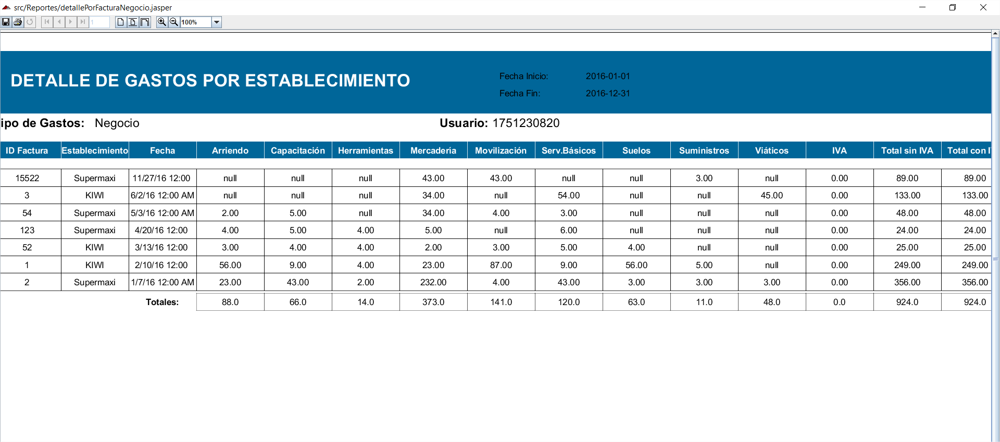 src/Reportes/detallePorFacturaNegocio.jasper
1 100%
DETALLE DE GASTOS POR ESTABLECIMIENTO
Fecha Inicio: 2016-01-01
Fecha Fin: 2016-12-31
ipo de Gastos: Negocio Usuario: 1751230820
ID Factura Establecimiento Fecha Arriendo Capacitación Herramientas Mercadería Movilización Serv.Básicos Suelos Suministros Viáticos IVA Total sin IVA Total con I
15522 Supermaxi 11/27/16 12:00 null null null 43.00 43.00 null null 3.00 null 0.00 89.00 89.00
3 KIWI 6/2/16 12:00 AM null null null 34.00 null 54.00 null null 45.00 0.00 133.00 133.00
54 Supermaxi 5/3/16 12:00 AM 2.00 5.00 null 34.00 4.00 3.00 null null null 0.00 48.00 48.00
123 Supermaxi 4/20/16 12:00 4.00 5.00 4.00 5.00 null 6.00 null null null 0.00 24.00 24.00
52 KIWI 3/13/16 12:00 3.00 4.00 4.00 2.00 3.00 5.00 4.00 null null 0.00 25.00 25.00
1 KIWI 2/10/16 12:00 56.00 9.00 4.00 23.00 87.00 9.00 56.00 5.00 null 0.00 249.00 249.00
2 Supermaxi 1/7/16 12:00 AM 23.00 43.00 2.00 232.00 4.00 43.00 3.00 3.00 3.00 0.00 356.00 356.00
Totales: 88.0 66.0 14.0 373.0 141.0 120.0 63.0 11.0 48.0 0.0 924.0 924.0